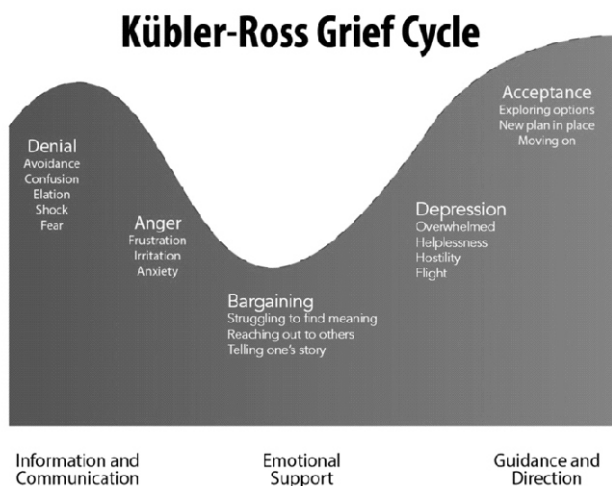 Kübler-Ross Grief Cycle
Denial
Avoidance
Confusion
Elation
Shock
Fear
Anger
Frustration
Irritation
Anxiety
Bargaining
Struggling to find meaning
Reaching out to others
Telling one's story
Depression
Overwhelmed
Helplessness
Hostility
Flight
Acceptance
Exploring options
New plan in place
Moving on
Information and
Communication
Emotional
Support
Guidance and
Direction